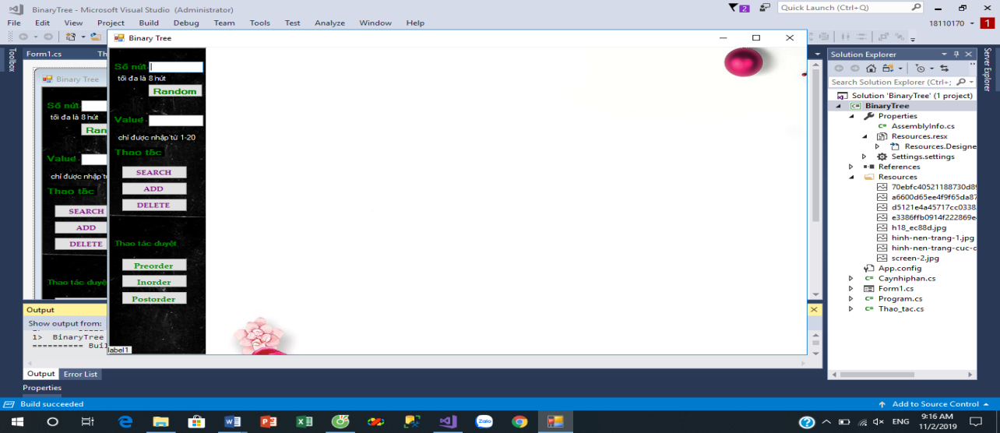 BinaryTree - Microsoft Visual Studio (Administrator)
2
Quick Launch (Ctrl+Q)
File Edit View Project Build Debug Team Tools Test Analyze Window Help
18110170
1
Toolbox
Form1.cs Th
Binary Tree
Số nút
tối đa là 8 hút
Ran
Value
chỉ được nhập từ
Thao tác
SEARCH
ADD
DELETE
Thao tác duyệ
Binary Tree
Số nút
tối đa là 8 hút
Random
Value
chỉ được nhập từ 1-20
Thao tác
SEARCH
ADD
DELETE
Thao tác duyệt
Preorder
Inorder
Postorder
label1
Solution Explorer
Search Solution Explorer (Ctrl+;
Solution 'BinaryTree' (1 project)
BinaryTree
Properties
AssemblyInfo.cs
Resources.resx
Resources.Designe
Settings.settings
References
Resources
70ebfc40521188730d89
a6600d65ee4f9f65da87
d5121e4a45717cc0338
e3386ffb0914f222869e
h18_ec88d.jpg
hinh-nen-trang-1.jpg
hinh-nen-trang-cuc-c
screen-2.jpg
App.config
Caynhiphan.cs
Form1.cs
Program.cs
Thao_tac.cs
Server Explorer
Output
Show output from:
1> BinaryTree
========== Buil
Output Error List
Properties
Build succeeded
Add to Source Control
Zalo
ENG
9:16 AM
11/2/2019